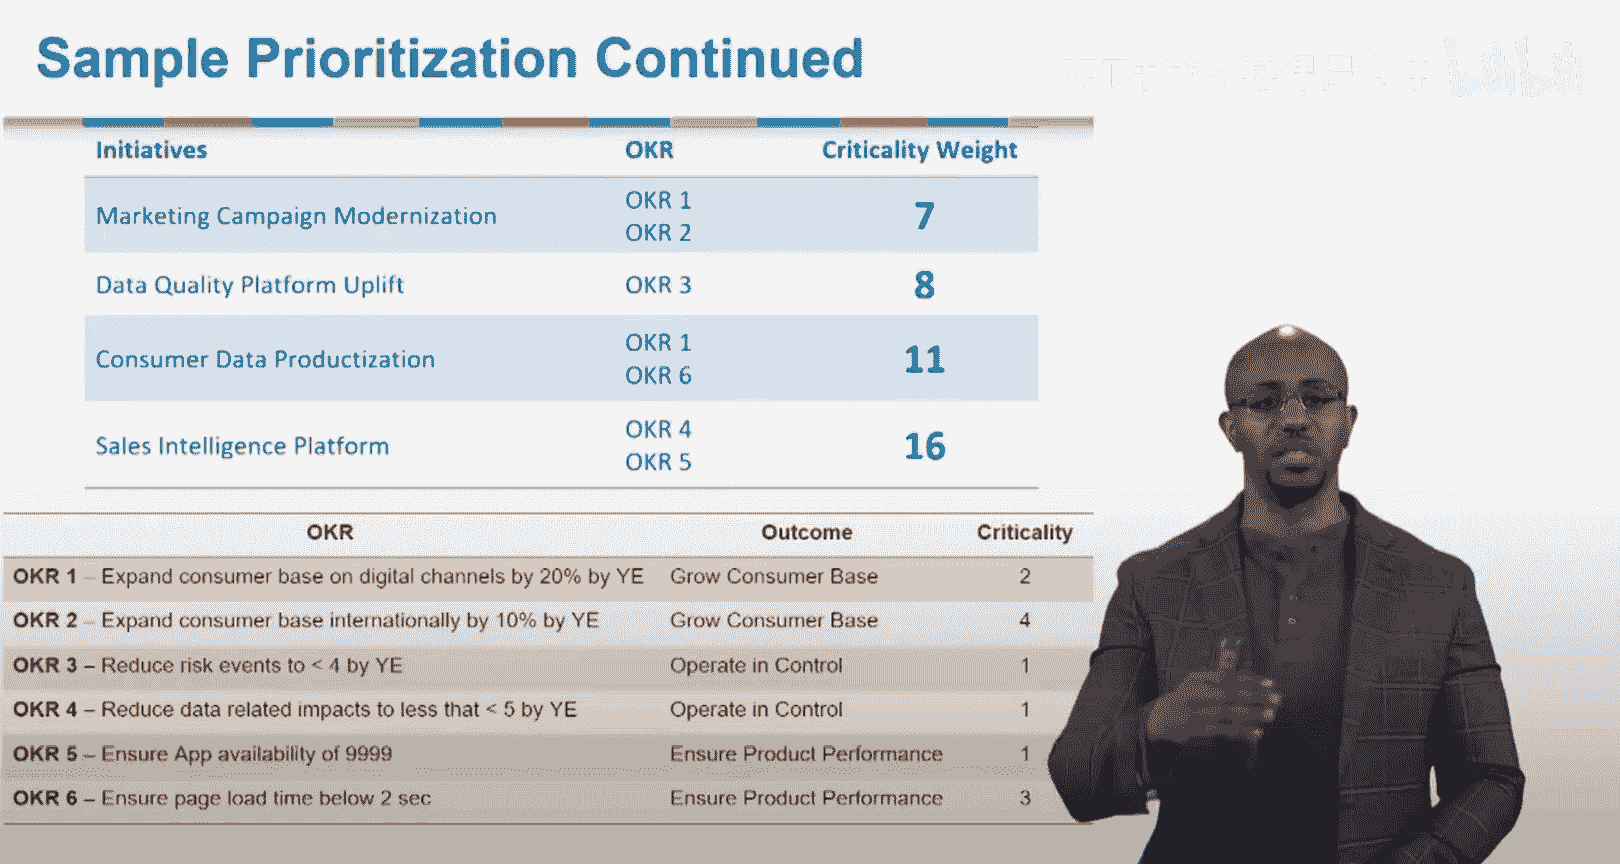 Sample Prioritization Continued
Initiatives OKR Criticality Weight
Marketing Campaign Modernization OKR 1 OKR 2 7
Data Quality Platform Uplift OKR 3 8
Consumer Data Productization OKR 1 OKR 6 11
Sales Intelligence Platform OKR 4 OKR 5 16
OKR Outcome Criticality
OKR 1 – Expand consumer base on digital channels by 20% by YE Grow Consumer Base 2
OKR 2 – Expand consumer base internationally by 10% by YE Grow Consumer Base 4
OKR 3 – Reduce risk events to < 4 by YE Operate in Control 1
OKR 4 – Reduce data related impacts to less that < 5 by YE Operate in Control 1
OKR 5 – Ensure App availability of 9999 Ensure Product Performance 1
OKR 6 – Ensure page load time below 2 sec Ensure Product Performance 3